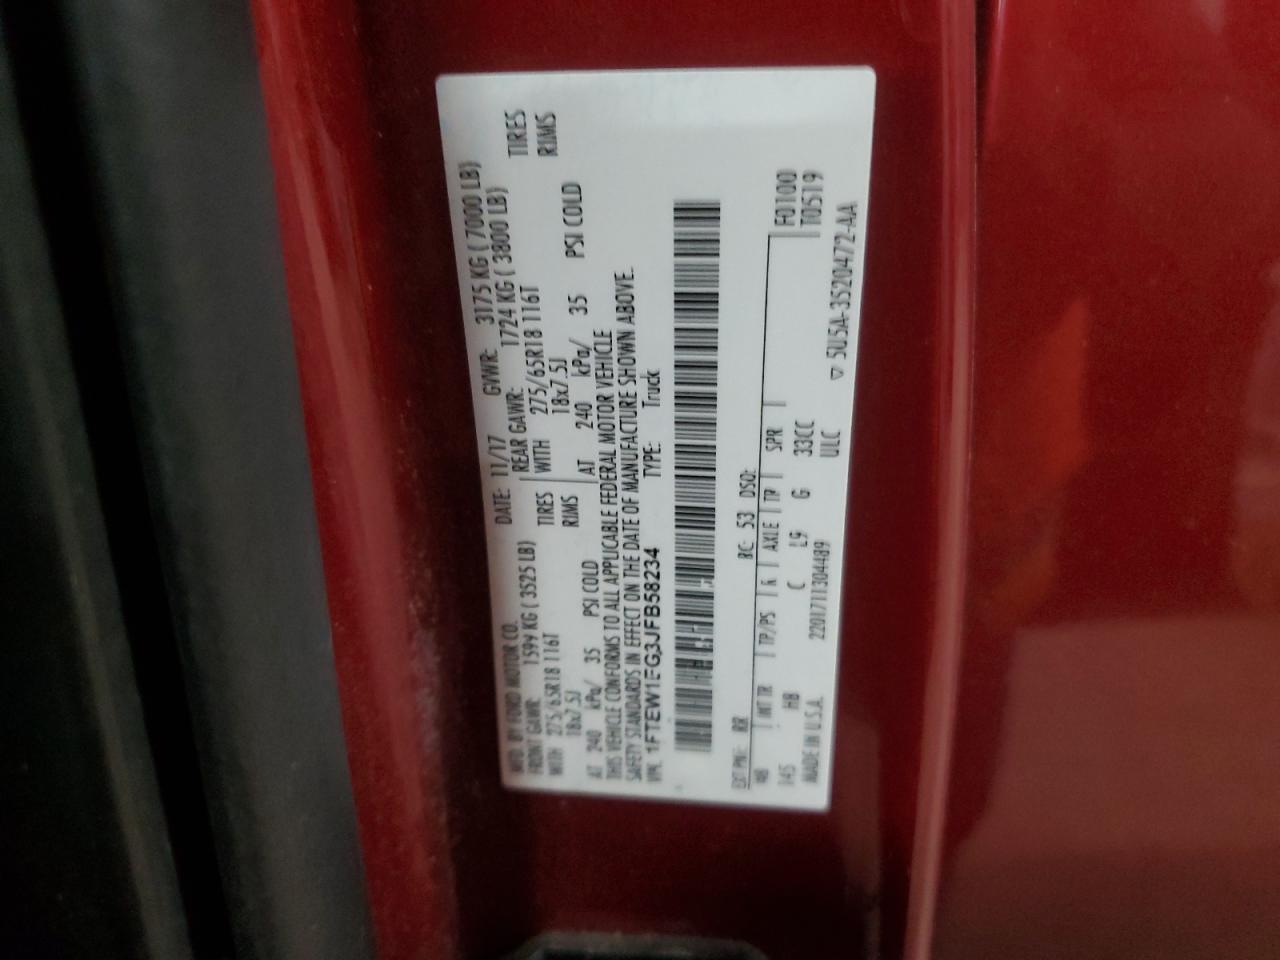 MFD. BY FORD MOTOR CO. DATE: 11/17 GVWR: 3175 KG ( 7000 LB)
FRONT GAWR: 1599 KG ( 3525 LB) REAR GAWR: 1724 KG ( 3800 LB)
WITH 275/65R18 116T TIRES WITH 275/65R18 116T TIRES
18x7.5J RIMS 18x7.5J RIMS
AT 240 kPa/ 35 PSI COLD AT 240 kPa/ 35 PSI COLD
THIS VEHICLE CONFORMS TO ALL APPLICABLE FEDERAL MOTOR VEHICLE
SAFETY STANDARDS IN EFFECT ON THE DATE OF MANUFACTURE SHOWN ABOVE.
VIN: 1FTEW1EG3JFB58234 TYPE: Truck
EXT PNT: RR RC: 53 DSO:
WB INT TR TP/PS R AXLE TR SPR F0100
145 HB C L9 G 33CC T0519
MADE IN U.S.A. 2201711304489 ULC ▽ 5U5A-3520472-AA